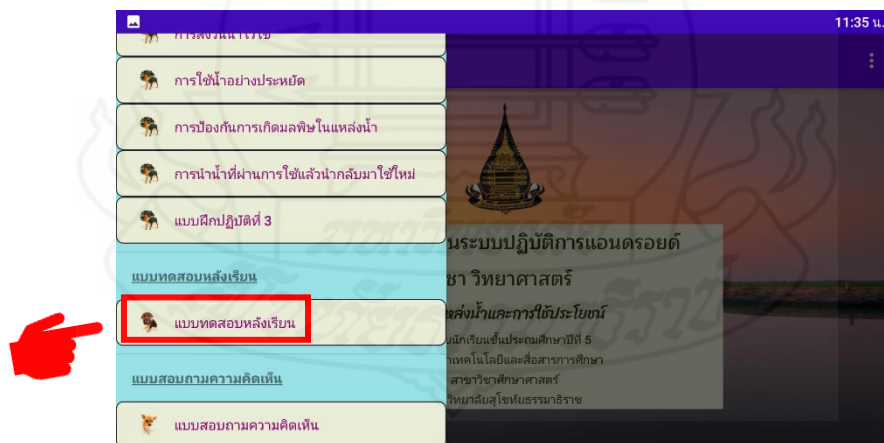 11:35 น.
การสงวนน้ำไว้ใช้
การใช้น้ำอย่างประหยัด
การป้องกันการเกิดมลพิษในแหล่งน้ำ
การนำน้ำที่ผ่านการใช้แล้วนำกลับมาใช้ใหม่
แบบฝึกปฏิบัติที่ 3
แบบทดสอบหลังเรียน
แบบทดสอบหลังเรียน
แบบสอบถามความคิดเห็น
แบบสอบถามความคิดเห็น
นระบบปฏิบัติการแอนดรอยด์
ชา วิทยาศาสตร์
หล่งน้ำและการใช้ประโยชน์
นักเรียนชั้นประถมศึกษาปีที่ 5
าเทคโนโลยีและสื่อสารการศึกษา
สาขาวิชาศึกษาศาสตร์
วิทยาลัยสุโขทัยธรรมาธิราช